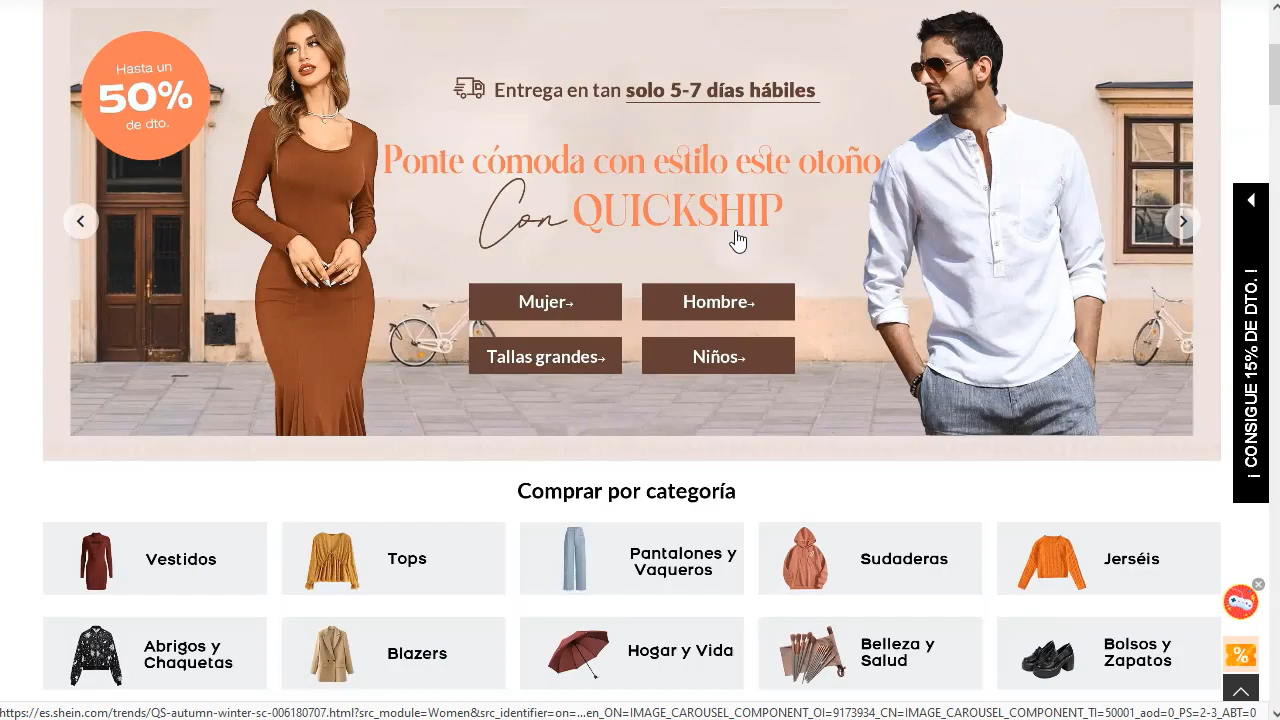 Hasta un
50%
de dto.
Entrega en tan solo 5-7 días hábiles
Ponte cómoda con estilo este otoño
Con QUICKSHIP
Mujer→
Hombre→
Tallas grandes→
Niños→
¡ CONSIGUE 15% DE DTO. !
Comprar por categoría
Vestidos
Tops
Pantalones y
Vaqueros
Sudaderas
Jerséis
Abrigos y
Chaquetas
Blazers
Hogar y Vida
Belleza y
Salud
Bolsos y
Zapatos
%
https://es.shein.com/trends/QS-autumn-winter-sc-006180707.html?src_module=Women&src_identifier=on=...en_ON=IMAGE_CAROUSEL_COMPONENT_OI=9173934_CN=IMAGE_CAROUSEL_COMPONENT_TI=50001_aod=0_PS=2-3_ABT=0